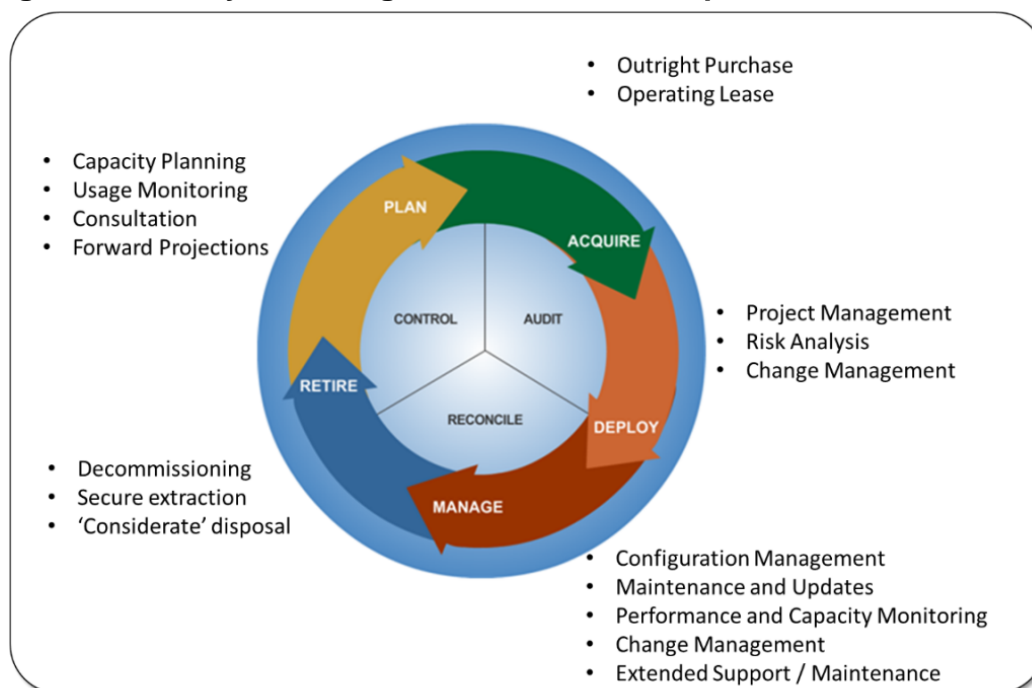 • Outright Purchase
• Operating Lease
• Capacity Planning
• Usage Monitoring
• Consultation
• Forward Projections
PLAN
ACQUIRE
CONTROL
AUDIT
• Project Management
• Risk Analysis
• Change Management
RETIRE
RECONCILE
DEPLOY
• Decommissioning
• Secure extraction
• ‘Considerate’ disposal
MANAGE
• Configuration Management
• Maintenance and Updates
• Performance and Capacity Monitoring
• Change Management
• Extended Support / Maintenance